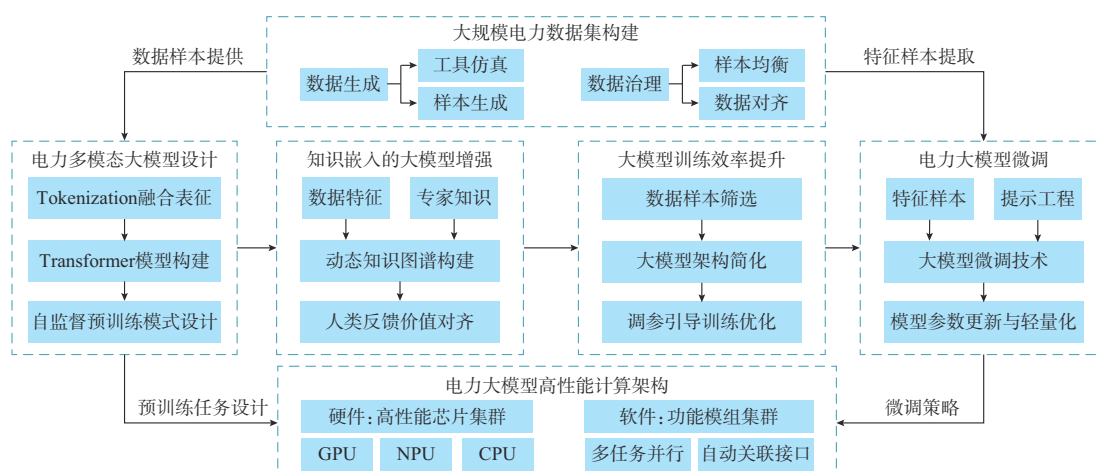 大规模电力数据集构建
数据样本提供
特征样本提取
数据生成
工具仿真
样本生成
数据治理
样本均衡
数据对齐
电力多模态大模型设计
Tokenization融合表征
Transformer模型构建
自监督预训练模式设计
知识嵌入的大模型增强
数据特征
专家知识
动态知识图谱构建
人类反馈价值对齐
大模型训练效率提升
数据样本筛选
大模型架构简化
调参引导训练优化
电力大模型微调
特征样本
提示工程
大模型微调技术
模型参数更新与轻量化
预训练任务设计
微调策略
电力大模型高性能计算架构
硬件:高性能芯片集群
GPU
NPU
CPU
软件:功能模组集群
多任务并行
自动关联接口